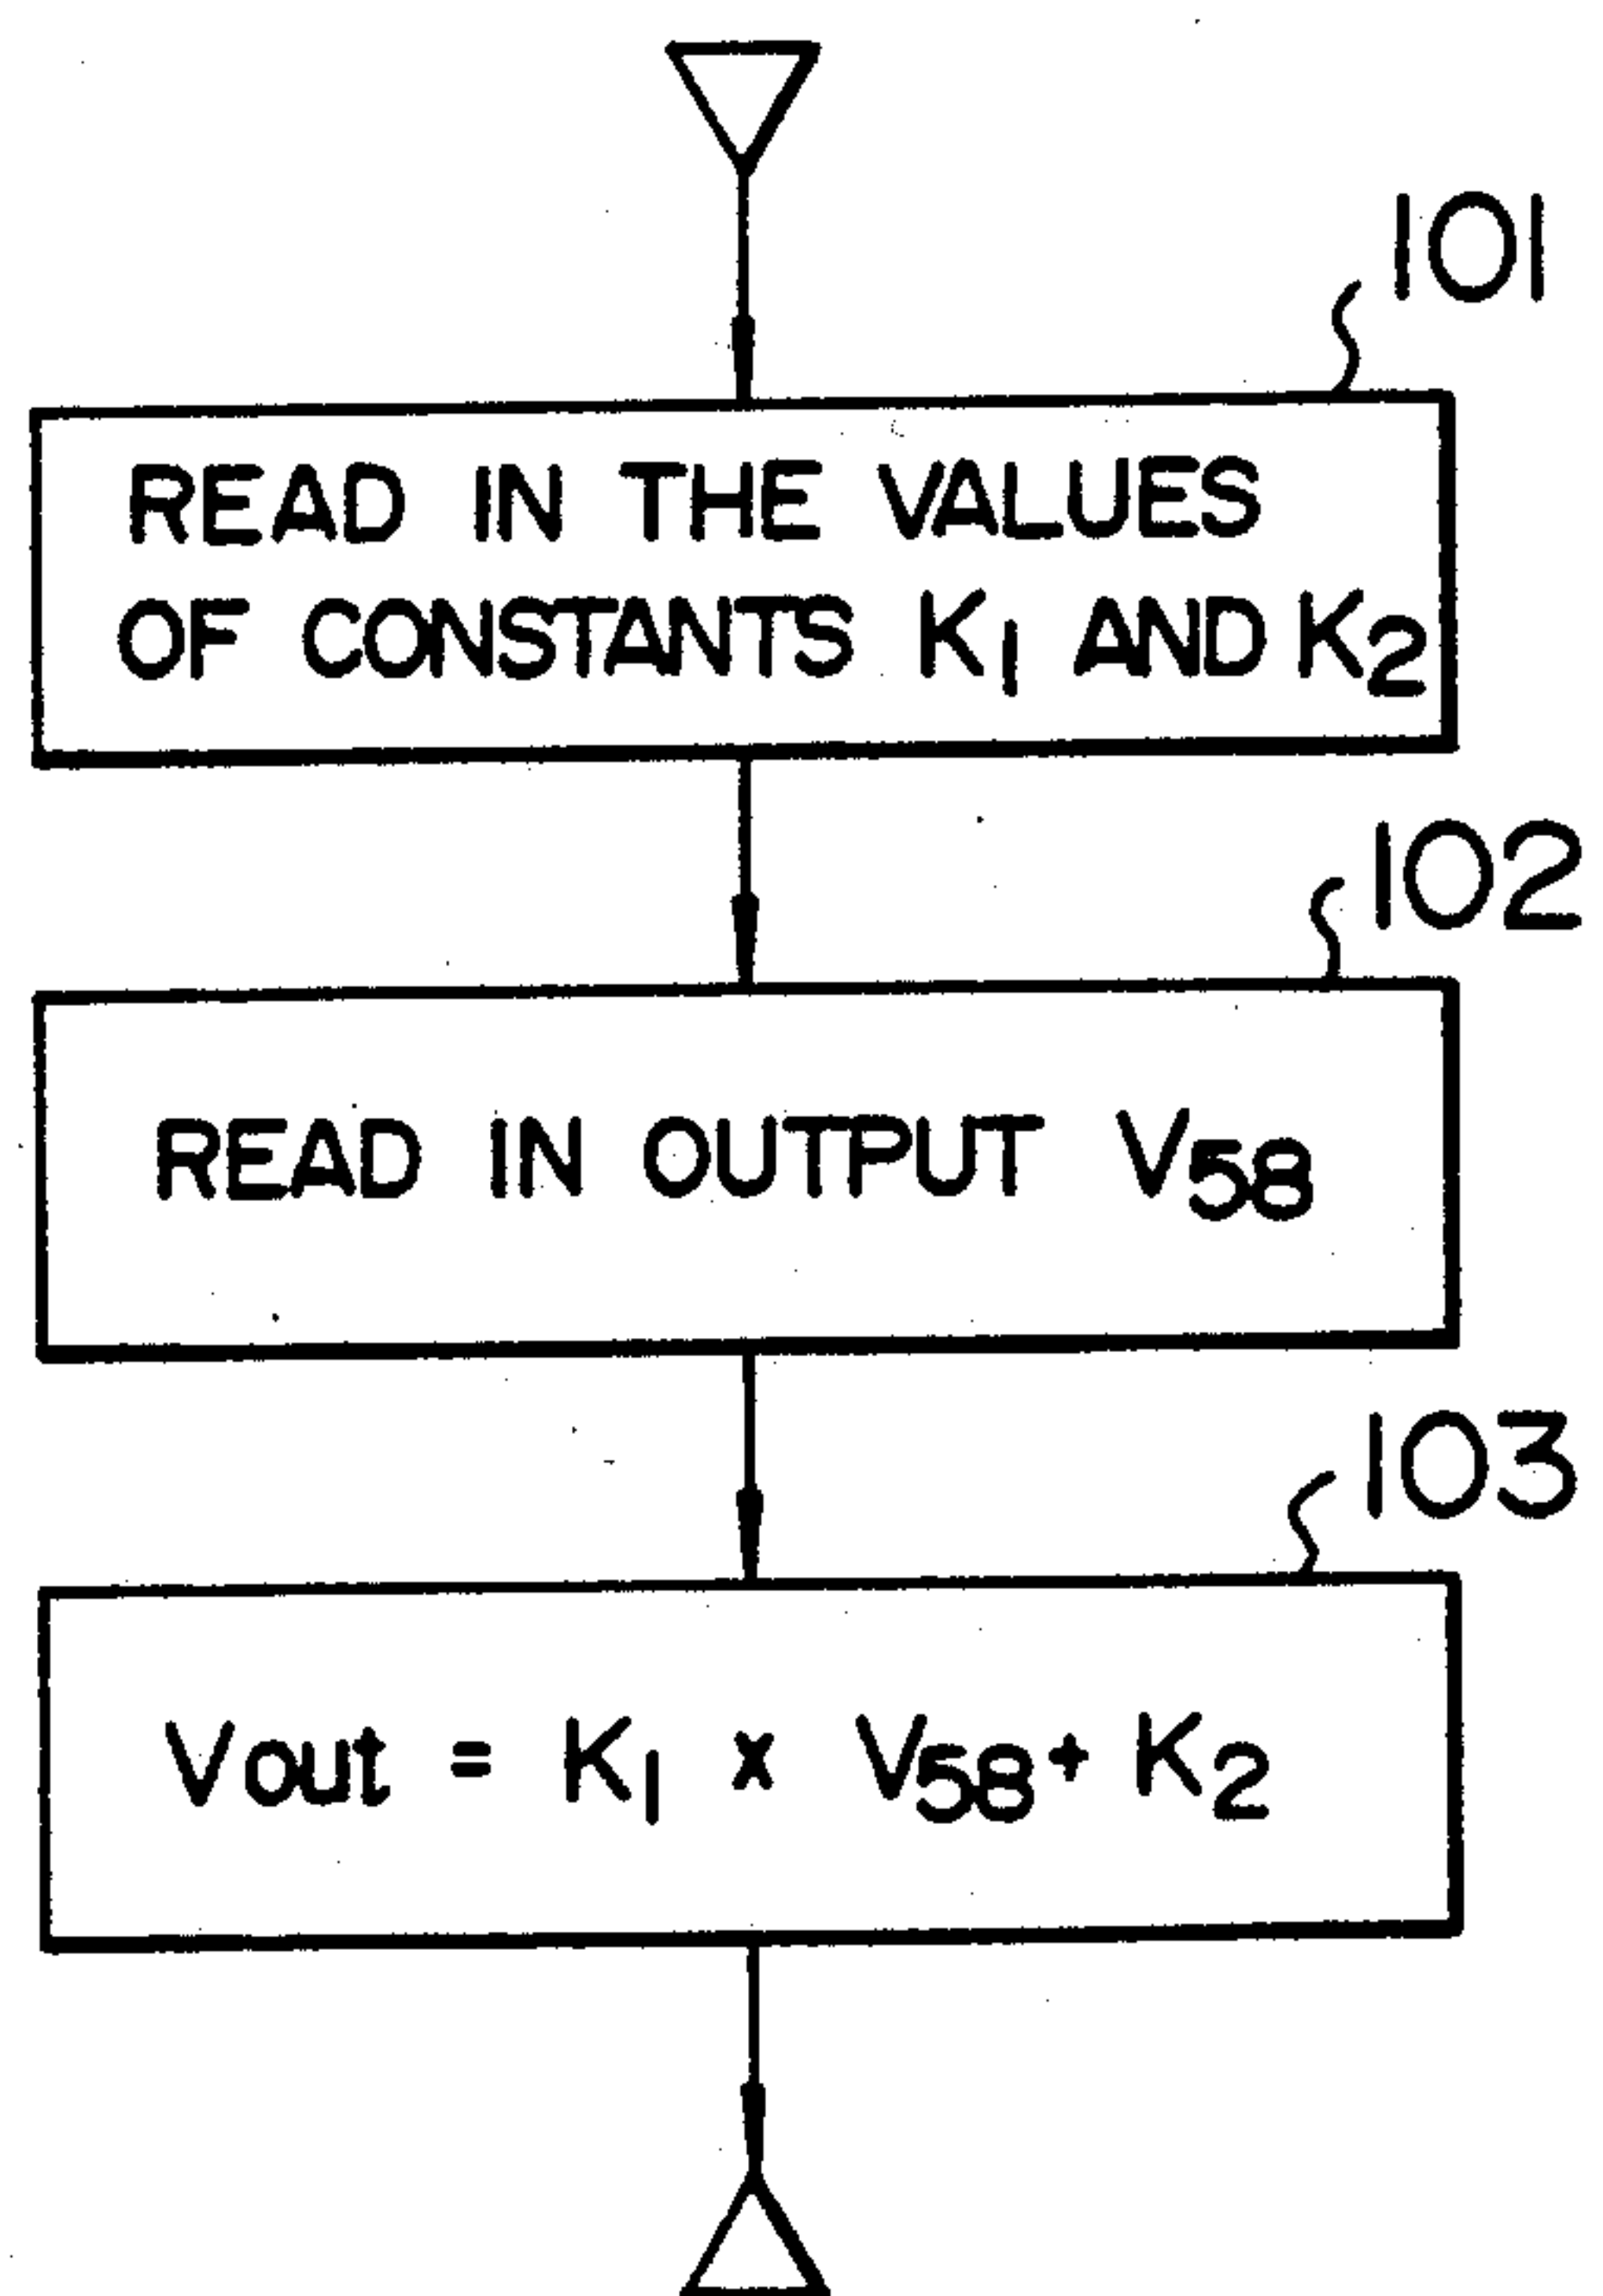 101
READ IN THE VALUES
OF CONSTANTS K₁ AND K₂
102
READ IN OUTPUT V₅₈
103
Vout = K₁ x V₅₈ + K₂